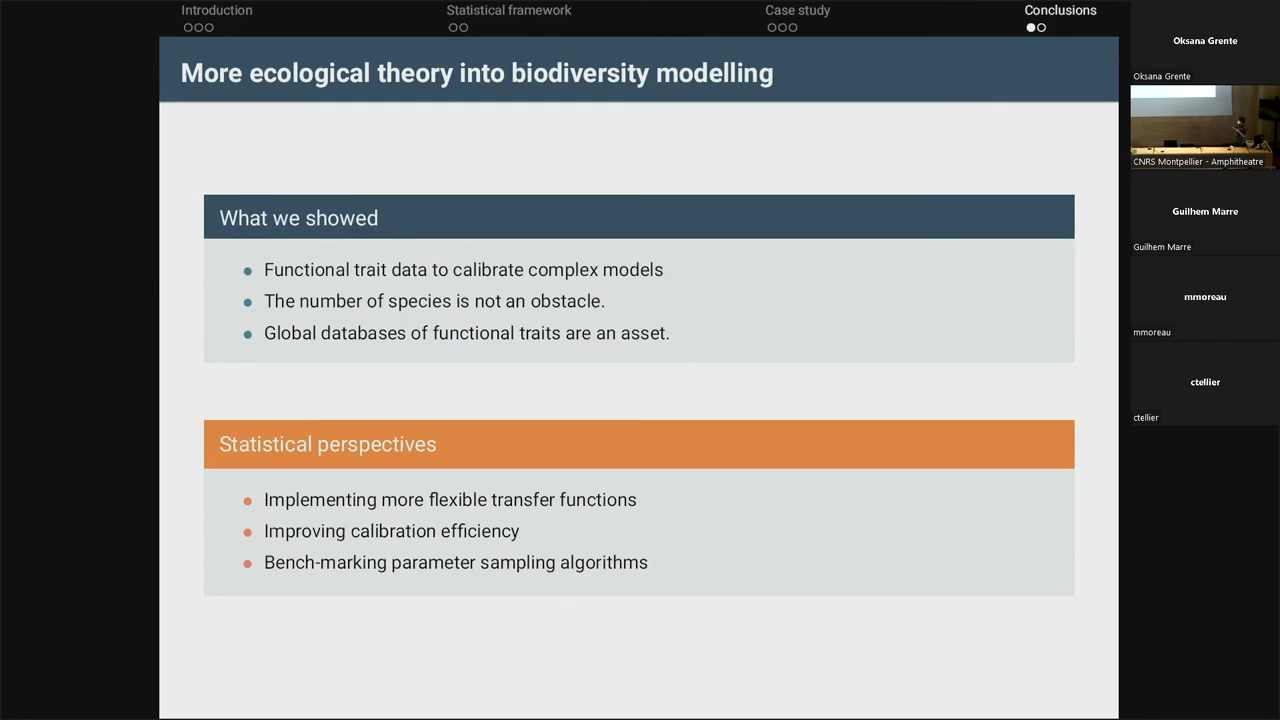 Introduction
Statistical framework
Case study
Conclusions
More ecological theory into biodiversity modelling
What we showed
Functional trait data to calibrate complex models
The number of species is not an obstacle.
Global databases of functional traits are an asset.
Statistical perspectives
Implementing more flexible transfer functions
Improving calibration efficiency
Bench-marking parameter sampling algorithms
Oksana Grente
Oksana Grente
CNRS Montpellier - Amphitheatre
Guilhem Marre
Guilhem Marre
mmoreau
mmoreau
ctellier
ctellier